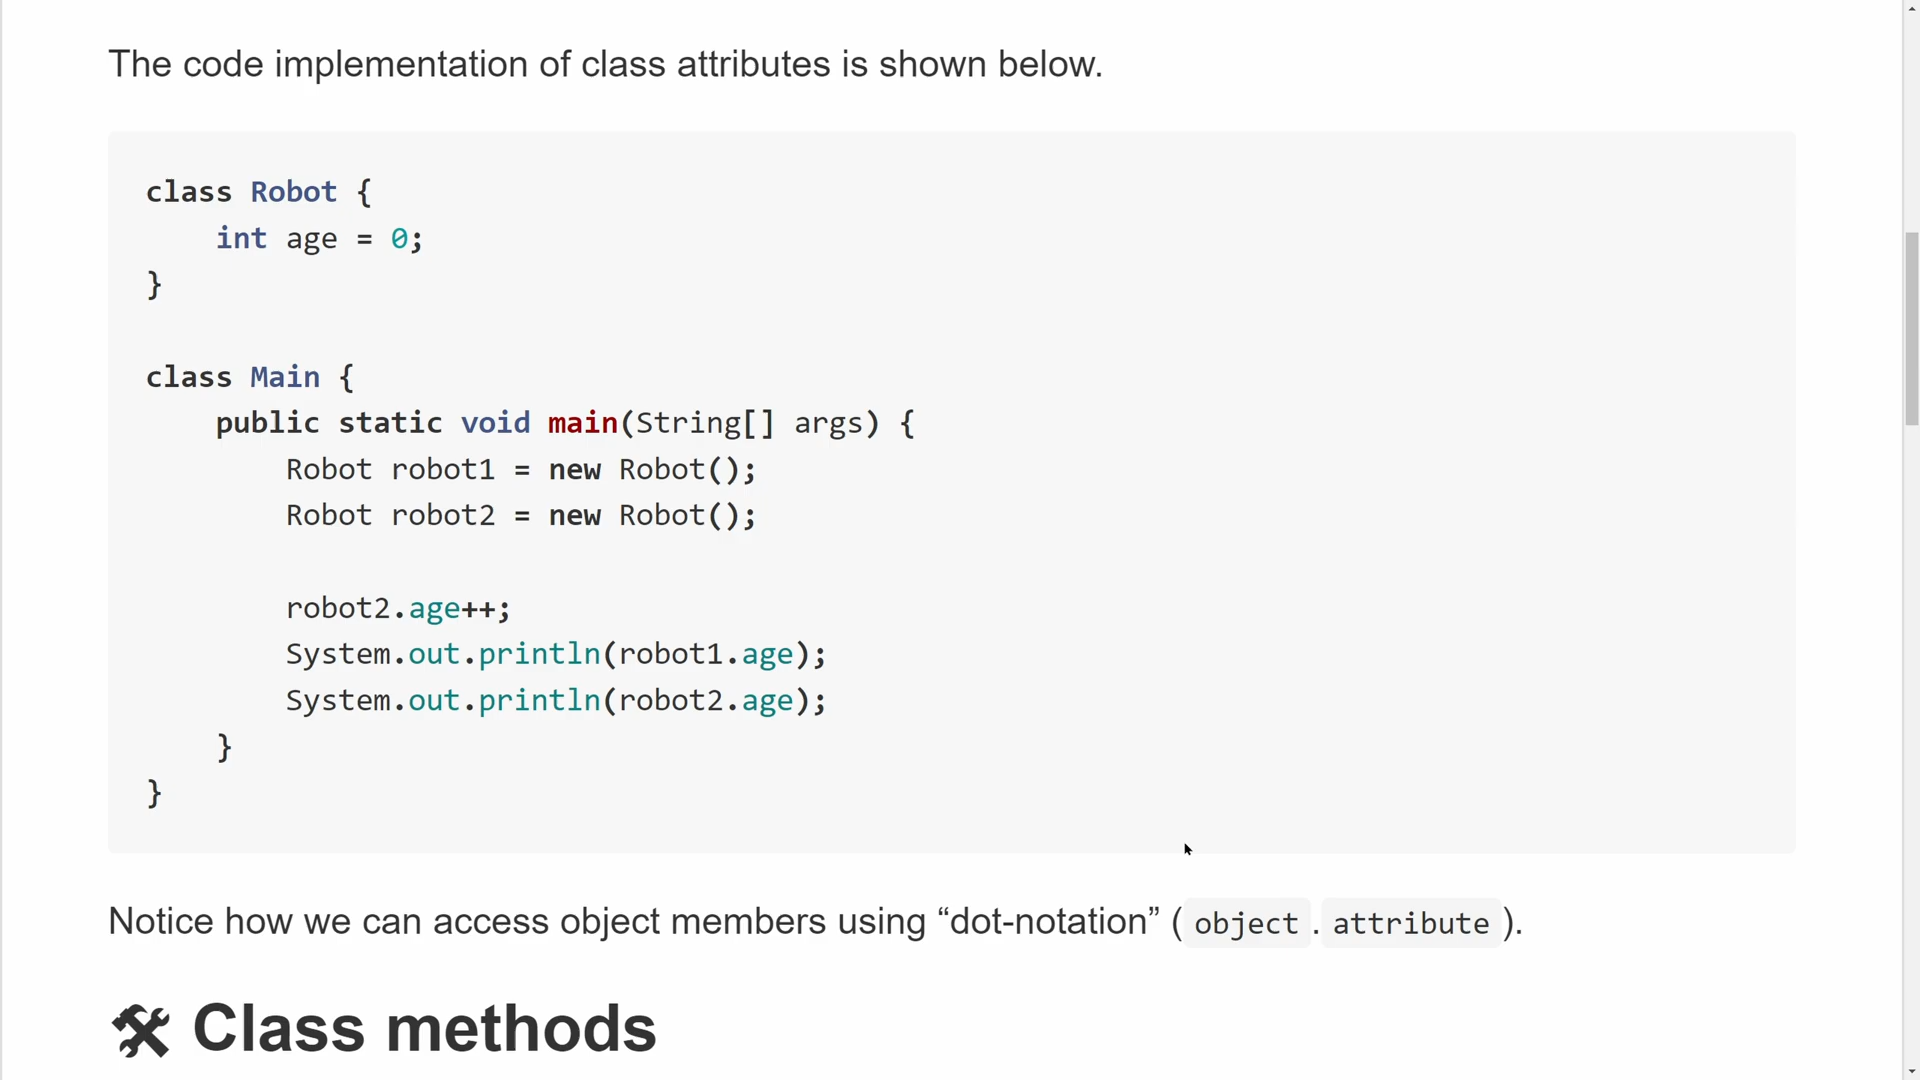 The code implementation of class attributes is shown below.
class Robot {
    int age = 0;
}
class Main {
    public static void main(String[] args) {
        Robot robot1 = new Robot();
        Robot robot2 = new Robot();
        robot2.age++;
        System.out.println(robot1.age);
        System.out.println(robot2.age);
    }
}
Notice how we can access object members using “dot-notation” (object.attribute).
🛠 Class methods